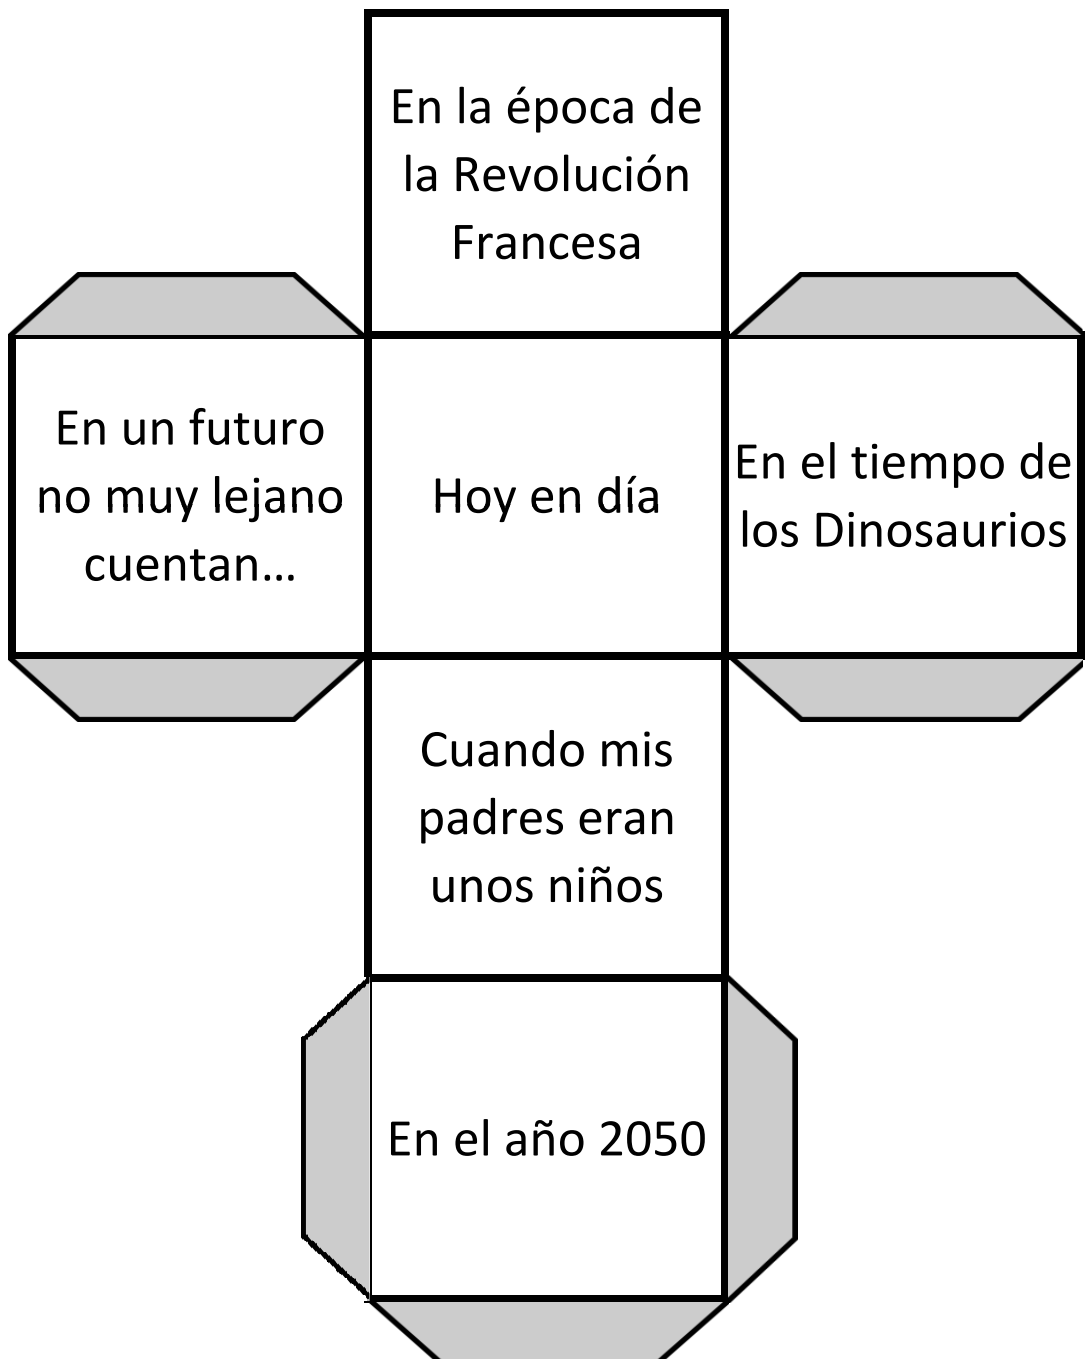 En la época de
la Revolución
Francesa
En un futuro
no muy lejano
cuentan...
Hoy en día
En el tiempo de
los Dinosaurios
Cuando mis
padres eran
unos niños
En el año 2050